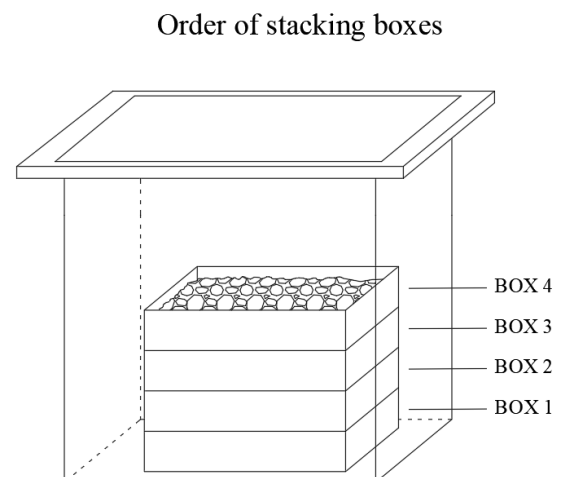 Order of stacking boxes
BOX 4
BOX 3
BOX 2
BOX 1